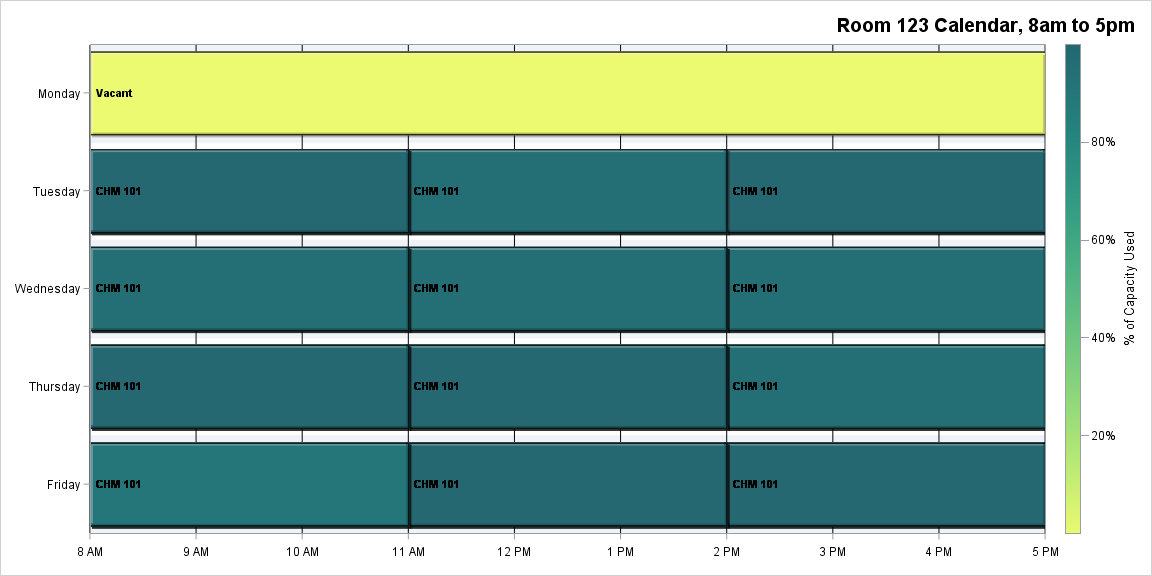 Room 123 Calendar, 8am to 5pm
Monday
Vacant
Tuesday
CHM 101
CHM 101
CHM 101
Wednesday
CHM 101
CHM 101
CHM 101
Thursday
CHM 101
CHM 101
CHM 101
Friday
CHM 101
CHM 101
CHM 101
8 AM
9 AM
10 AM
11 AM
12 PM
1 PM
2 PM
3 PM
4 PM
5 PM
80%
60%
40%
20%
% of Capacity Used